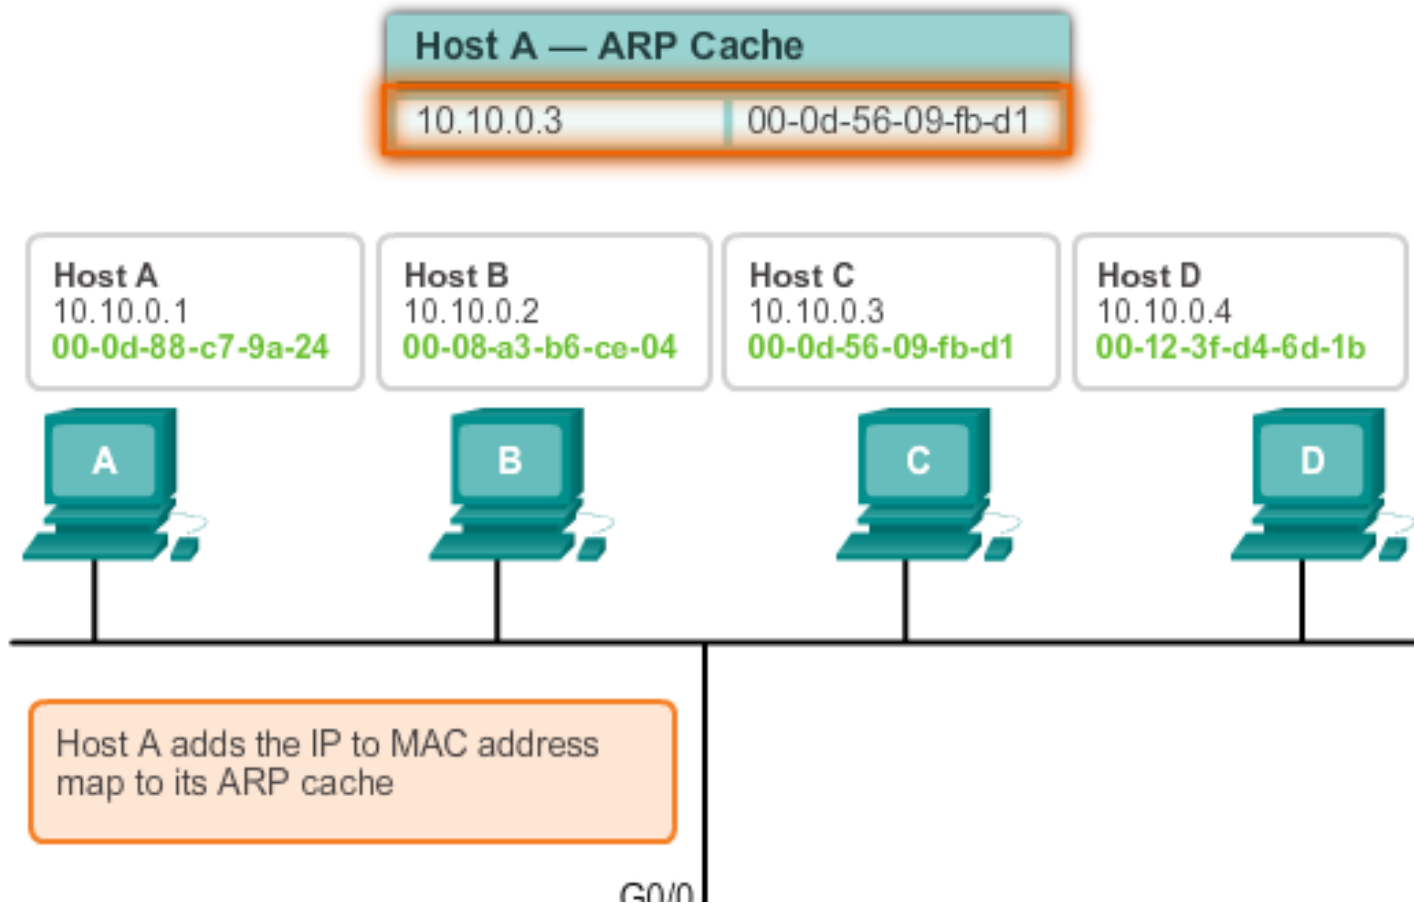 Host A — ARP Cache
10.10.0.3 00-0d-56-09-fb-d1
Host A
10.10.0.1
00-0d-88-c7-9a-24
Host B
10.10.0.2
00-08-a3-b6-ce-04
Host C
10.10.0.3
00-0d-56-09-fb-d1
Host D
10.10.0.4
00-12-3f-d4-6d-1b
A
B
C
D
Host A adds the IP to MAC address
map to its ARP cache
G0/0